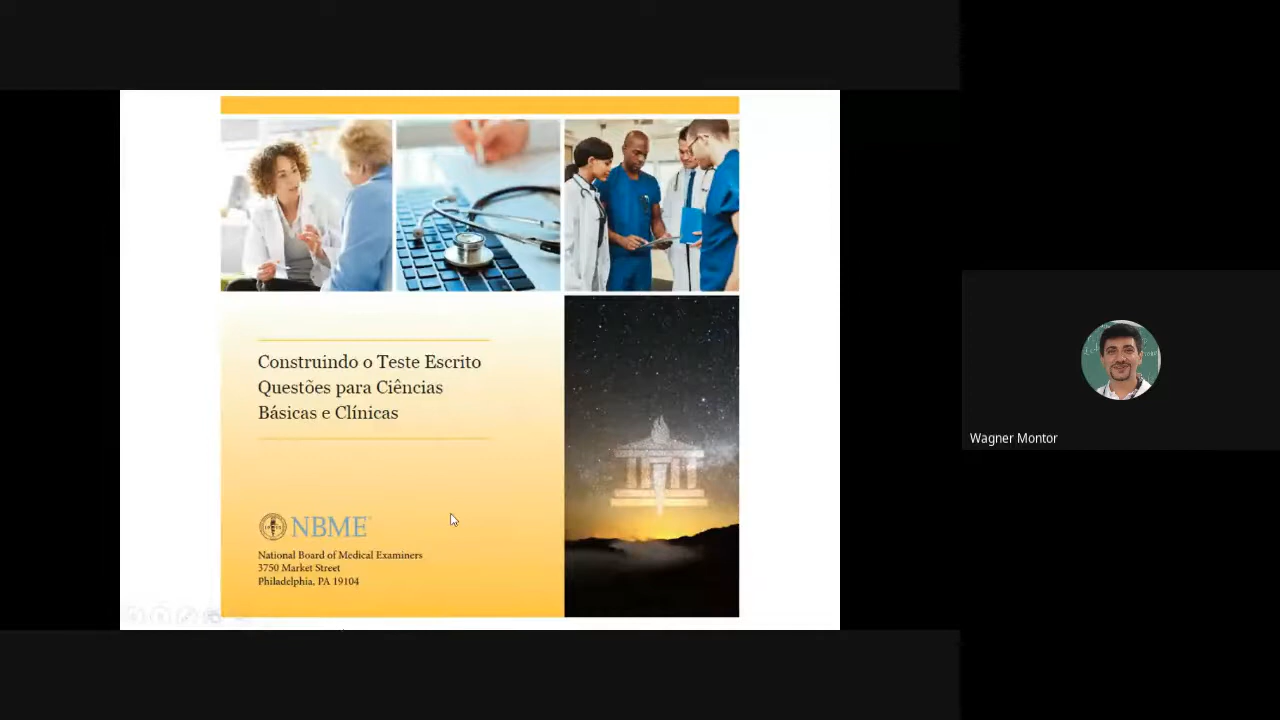 Construindo o Teste Escrito
Questões para Ciências
Básicas e Clínicas
NBME
National Board of Medical Examiners
3750 Market Street
Philadelphia, PA 19104
Wagner Montor